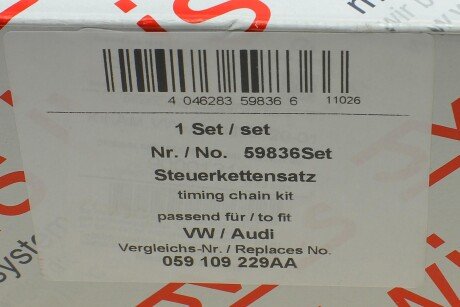 4 046283 59836 6 11026
1 Set / set
Nr. / No. 59836Set
Steuerkettensatz
timing chain kit
passend für / to fit
VW / Audi
Vergleichs-Nr. / Replaces No.
059 109 229AA
system